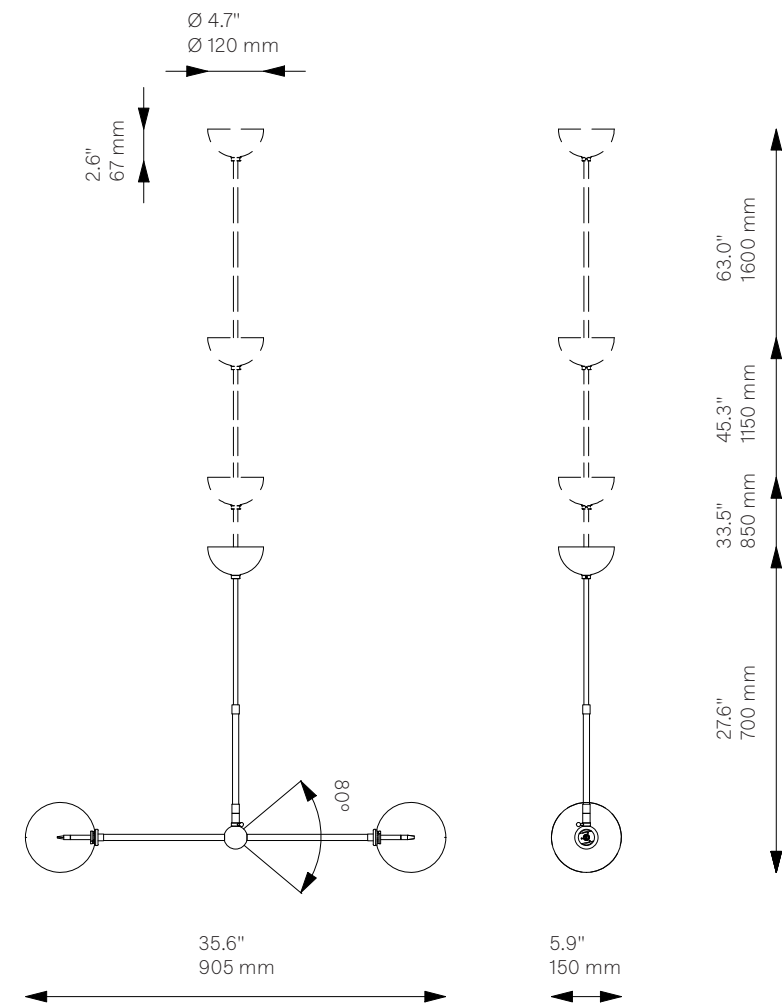 Ø 4.7"
Ø 120 mm
2.6"
67 mm
63.0"
1600 mm
45.3"
1150 mm
33.5"
850 mm
27.6"
700 mm
80°
35.6"
905 mm
5.9"
150 mm